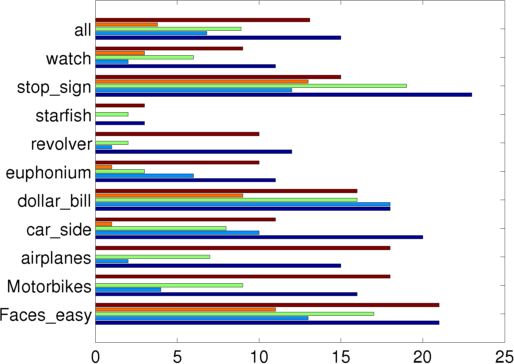 all
watch
stop_sign
starfish
revolver
euphonium
dollar_bill
car_side
airplanes
Motorbikes
Faces_easy
0 5 10 15 20 25